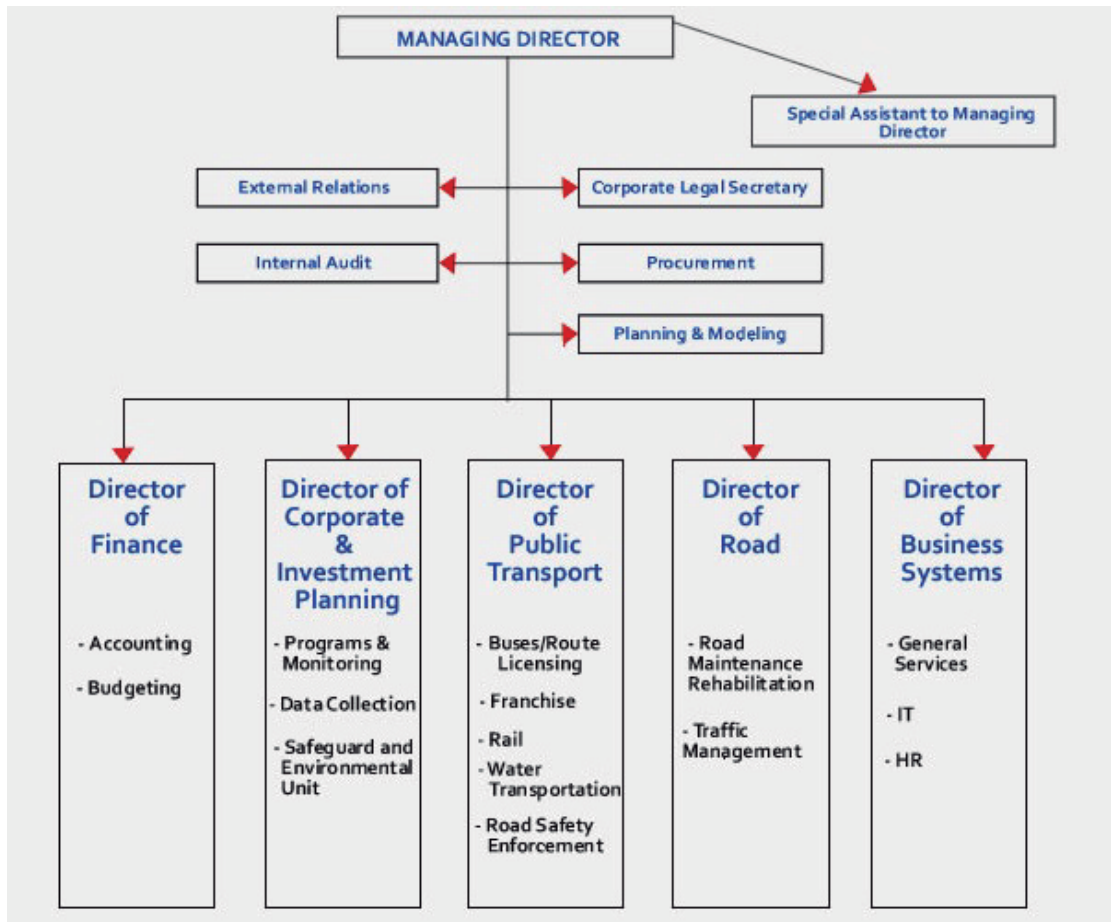 MANAGING DIRECTOR
Special Assistant to Managing
Director
External Relations
Corporate Legal Secretary
Internal Audit
Procurement
Planning & Modeling
Director
of
Finance
- Accounting
- Budgeting
Director of
Corporate
&
Investment
Planning
- Programs &
Monitoring
- Data Collection
- Safeguard and
Environmental
Unit
Director
of
Public
Transport
- Buses/Route
Licensing
- Franchise
- Rail
- Water
Transportation
- Road Safety
Enforcement
Director
of
Road
- Road
Maintenance
Rehabilitation
- Traffic
Management
Director
of
Business
Systems
- General
Services
- IT
- HR